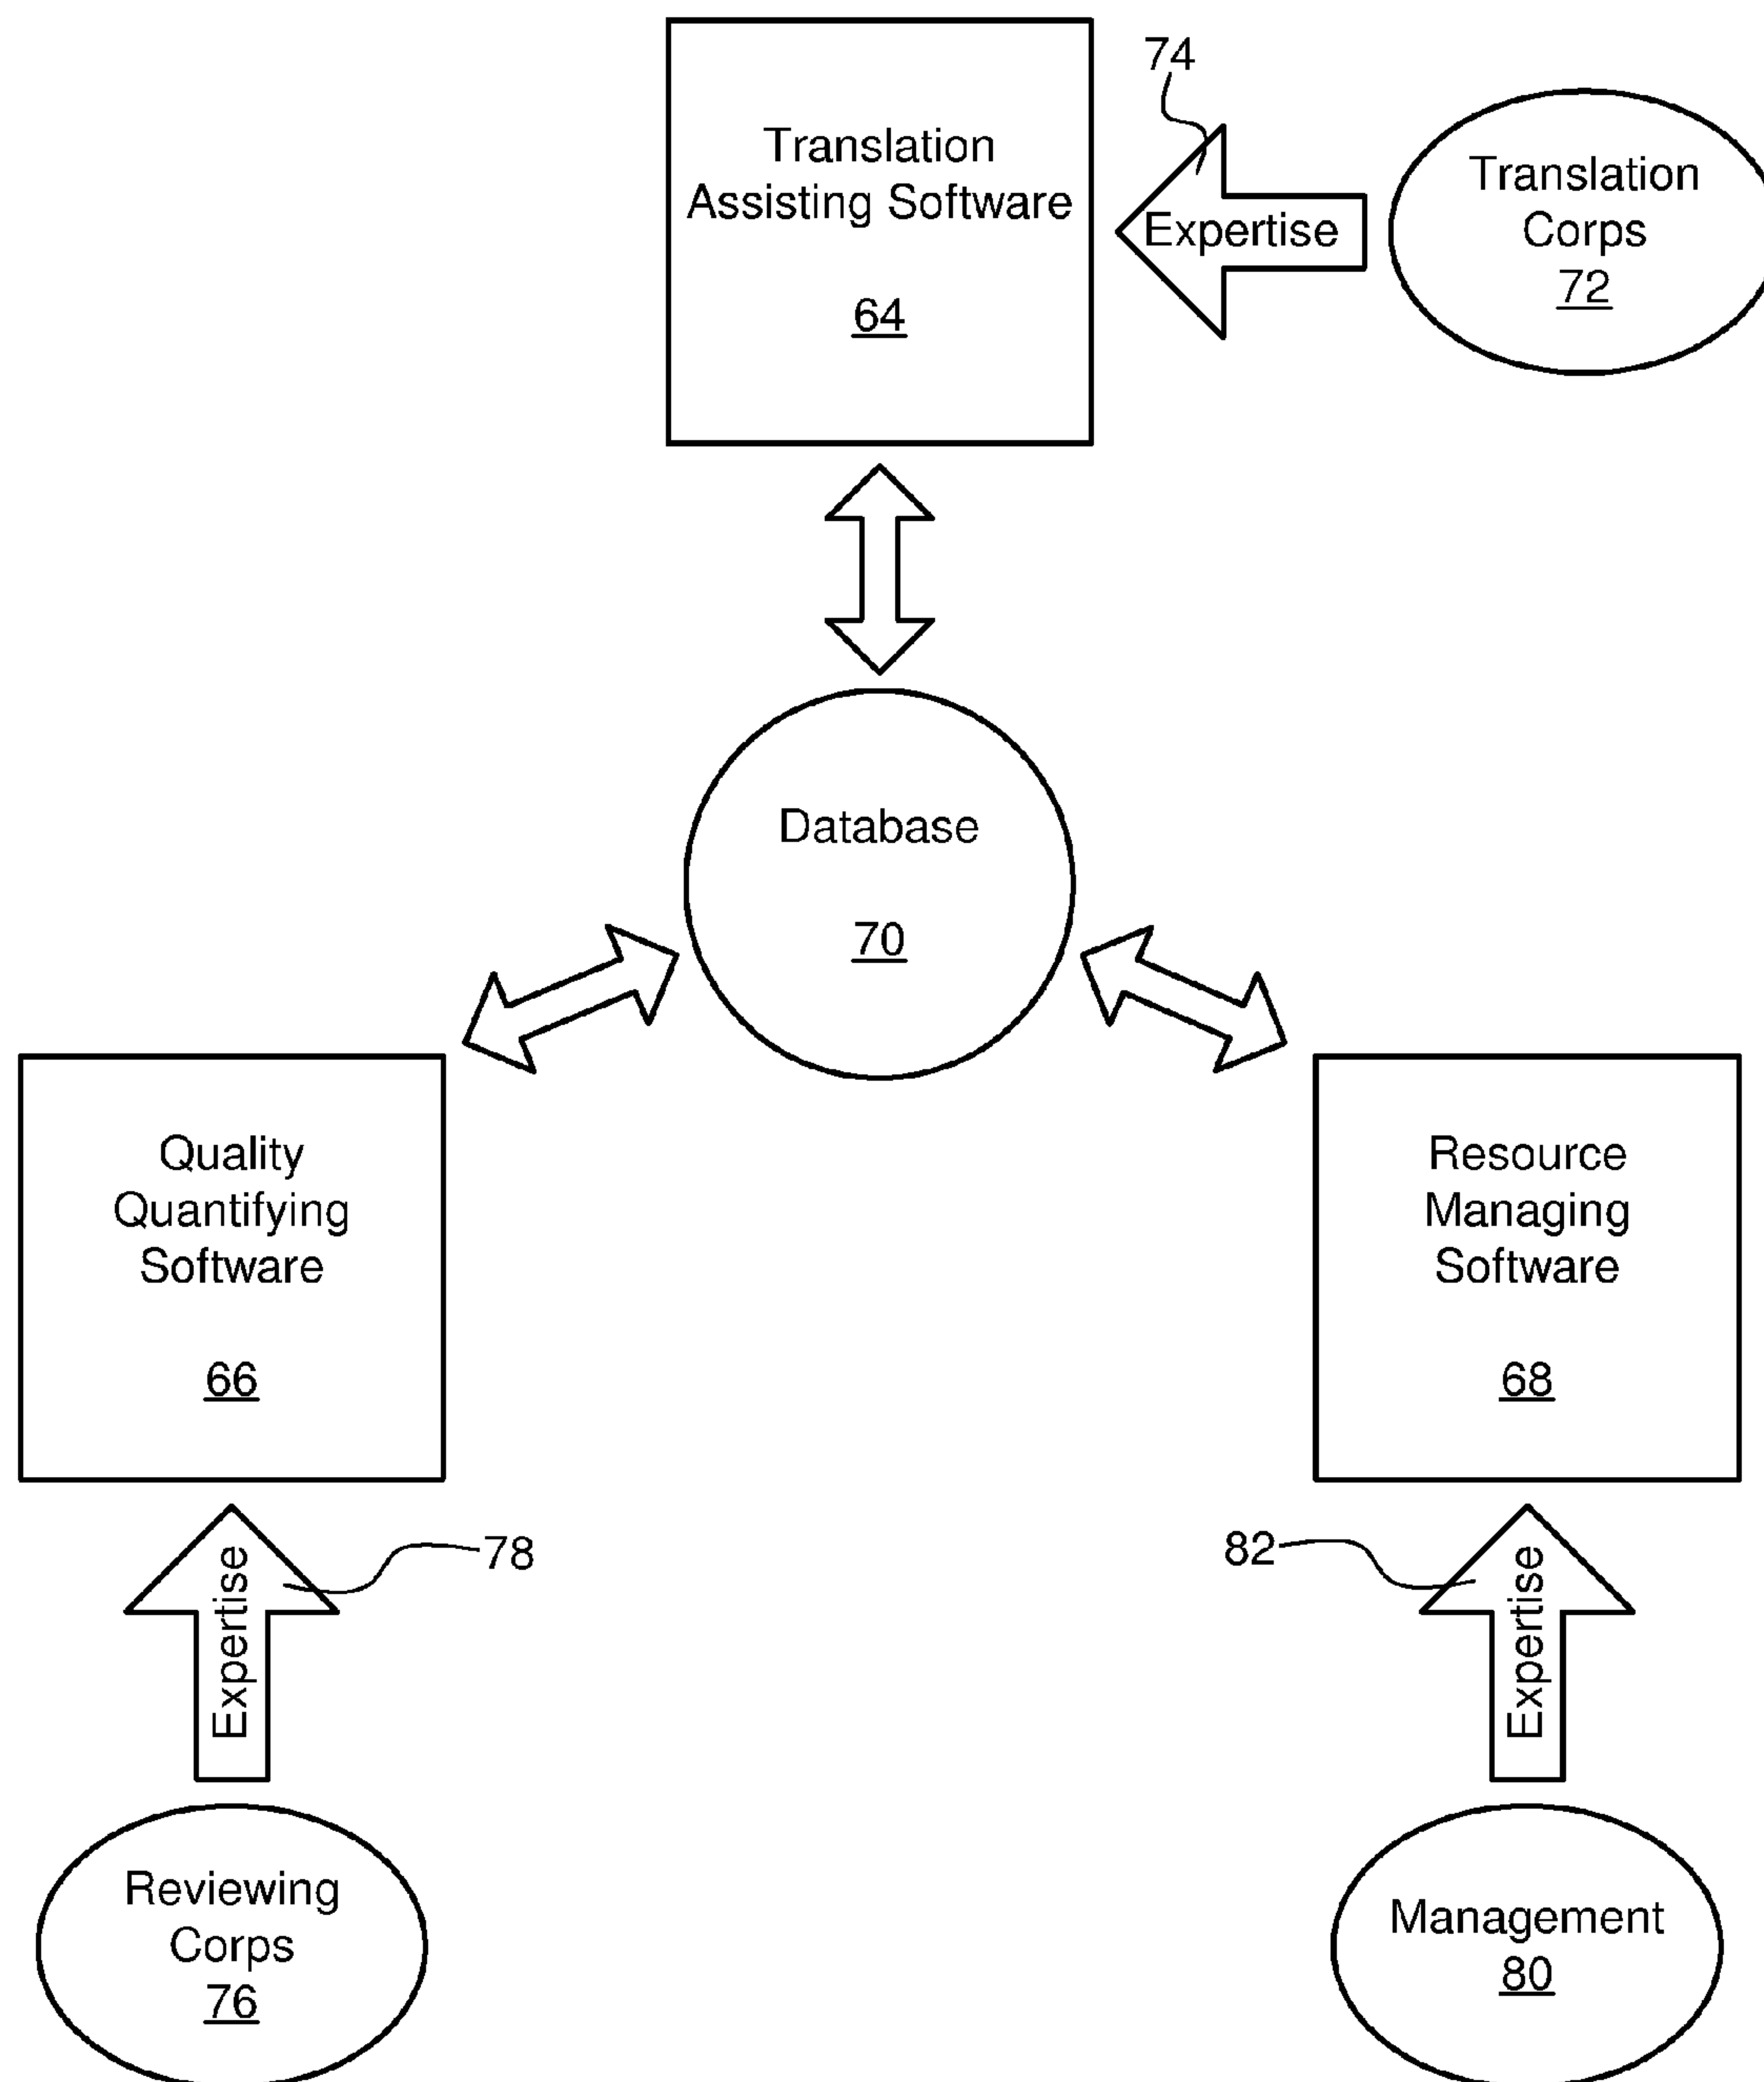 74
Translation
Assisting Software
64
Expertise
Translation
Corps
72
Database
70
Quality
Quantifying
Software
66
Resource
Managing
Software
68
Expertise
78
82
Expertise
Reviewing
Corps
76
Management
80